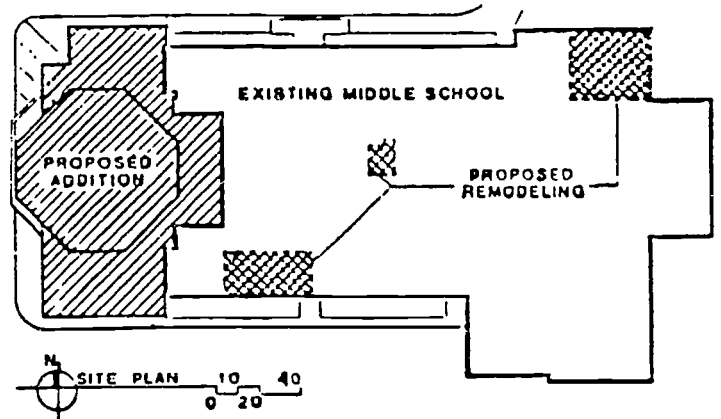 EXISTING MIDDLE SCHOOL
PROPOSED
ADDITION
PROPOSED
REMODELING
N
SITE PLAN
10 40
0 20